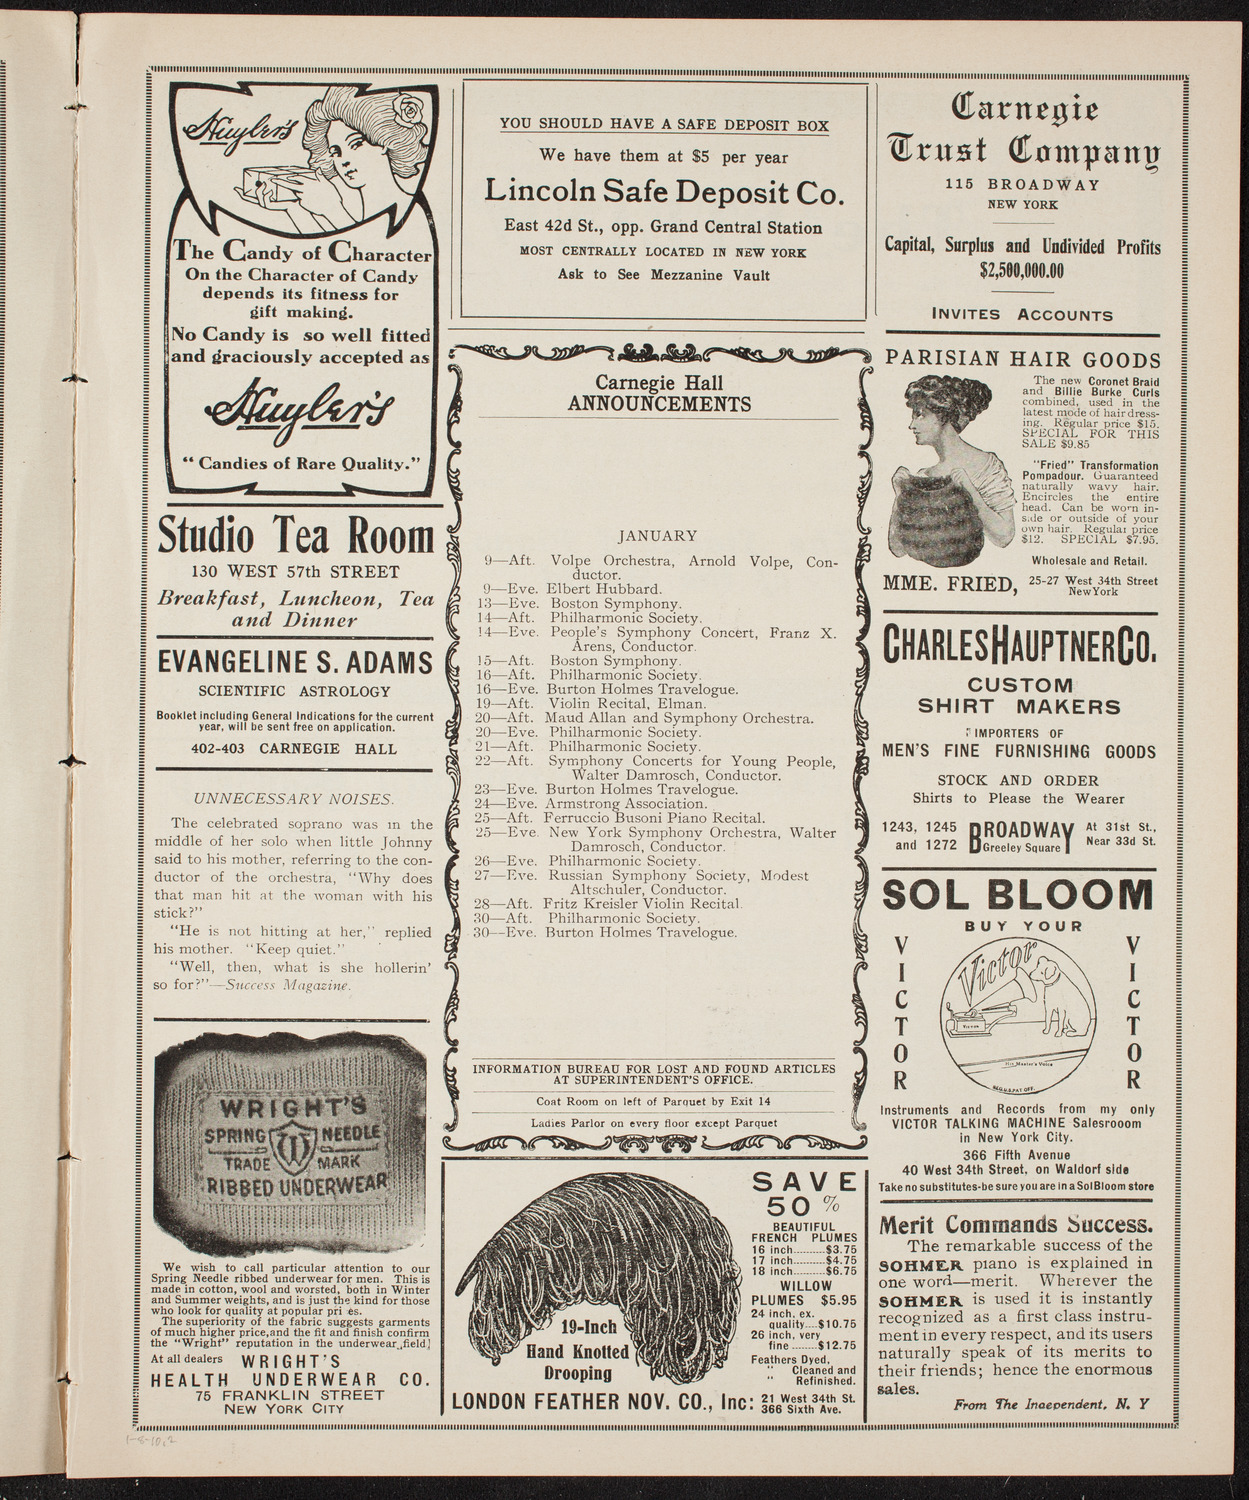 Huyler's
The Candy of Character
On the Character of Candy
depends its fitness for
gift making.
No Candy is so well fitted
and graciously accepted as
Huyler's
"Candies of Rare Quality."
Studio Tea Room
130 WEST 57th STREET
Breakfast, Luncheon, Tea
and Dinner
EVANGELINE S. ADAMS
SCIENTIFIC ASTROLOGY
Booklet including General Indications for the current
year, will be sent free on application.
402-403 CARNEGIE HALL
UNNECESSARY NOISES.
The celebrated soprano was in the
middle of her solo when little Johnny
said to his mother, referring to the con-
ductor of the orchestra, "Why does
that man hit at the woman with his
stick?"
"He is not hitting at her," replied
his mother. "Keep quiet."
"Well, then, what is she hollerin'
so for?"—Success Magazine.
WRIGHT'S
SPRING NEEDLE
TRADE MARK
RIBBED UNDERWEAR
We wish to call particular attention to our
Spring Needle ribbed underwear for men. This is
made in cotton, wool and worsted, both in Winter
and Summer weights, and is just the kind for those
who look for quality at popular pri es.
The superiority of the fabric suggests garments
of much higher price,and the fit and finish confirm
the "Wright" reputation in the underwear field.
At all dealers WRIGHT'S
HEALTH UNDERWEAR CO.
75 FRANKLIN STREET
NEW YORK CITY
YOU SHOULD HAVE A SAFE DEPOSIT BOX
We have them at $5 per year
Lincoln Safe Deposit Co.
East 42d St., opp. Grand Central Station
MOST CENTRALLY LOCATED IN NEW YORK
Ask to See Mezzanine Vault
Carnegie Hall
ANNOUNCEMENTS
JANUARY
9—Aft. Volpe Orchestra, Arnold Volpe, Con-
ductor.
9—Eve. Elbert Hubbard.
13—Eve. Boston Symphony.
14—Aft. Philharmonic Society.
14—Eve. People's Symphony Concert, Franz X.
Arens, Conductor.
15—Aft. Boston Symphony.
16—Aft. Philharmonic Society.
16—Eve. Burton Holmes Travelogue.
19—Aft. Violin Recital, Elman.
20—Aft. Maud Allan and Symphony Orchestra.
20—Eve. Philharmonic Society.
21—Aft. Philharmonic Society.
22—Aft. Symphony Concerts for Young People,
Walter Damrosch, Conductor.
23—Eve. Burton Holmes Travelogue.
24—Eve. Armstrong Association.
25—Aft. Ferruccio Busoni Piano Recital.
25—Eve. New York Symphony Orchestra, Walter
Damrosch, Conductor.
26—Eve. Philharmonic Society.
27—Eve. Russian Symphony Society, Modest
Altschuler, Conductor.
28—Aft. Fritz Kreisler Violin Recital.
30—Aft. Philharmonic Society.
30—Eve. Burton Holmes Travelogue.
INFORMATION BUREAU FOR LOST AND FOUND ARTICLES
AT SUPERINTENDENT'S OFFICE.
Coat Room on left of Parquet by Exit 14
Ladies Parlor on every floor except Parquet
19-Inch
Hand Knotted
Drooping
SAVE
50%
BEAUTIFUL
FRENCH PLUMES
16 inch..........$3.75
17 inch..........$4.75
18 inch..........$6.75
WILLOW
PLUMES $5.95
24 inch, ex.
quality....$10.75
26 inch, very
fine........$12.75
Feathers Dyed,
" Cleaned and
" Refinished.
LONDON FEATHER NOV. CO., Inc: 21 West 34th St.
366 Sixth Ave.
Carnegie
Trust Company
115 BROADWAY
NEW YORK
Capital, Surplus and Undivided Profits
$2,500,000.00
INVITES ACCOUNTS
PARISIAN HAIR GOODS
The new Coronet Braid
and Billie Burke Curls
combined, used in the
latest mode of hairdress-
ing. Regular price $15.
SPECIAL FOR THIS
SALE $9.85
"Fried" Transformation
Pompadour. Guaranteed
naturally wavy hair.
Encircles the entire
head. Can be worn in-
side or outside of your
own hair. Regular price
$12. SPECIAL $7.95.
Wholesale and Retail.
MME. FRIED, 25-27 West 34th Street
NewYork
CHARLES HAUPTNER CO.
CUSTOM
SHIRT MAKERS
IMPORTERS OF
MEN'S FINE FURNISHING GOODS
STOCK AND ORDER
Shirts to Please the Wearer
1243, 1245
and 1272
BROADWAY
Greeley Square
At 31st St.,
Near 33d St.
SOL BLOOM
BUY YOUR
VICTOR
Victor
VICTOR
His Master's Voice
REG.U.S.PAT.OFF.
VICTOR
Instruments and Records from my only
VICTOR TALKING MACHINE Salesrooom
in New York City.
366 Fifth Avenue
40 West 34th Street, on Waldorf side
Take no substitutes-be sure you are in a Sol Bloom store
Merit Commands Success.
The remarkable success of the
SOHMER piano is explained in
one word—merit. Wherever the
SOHMER is used it is instantly
recognized as a first class instru-
ment in every respect, and its users
naturally speak of its merits to
their friends; hence the enormous
sales.
From The Independent, N. Y
1-8-10,2